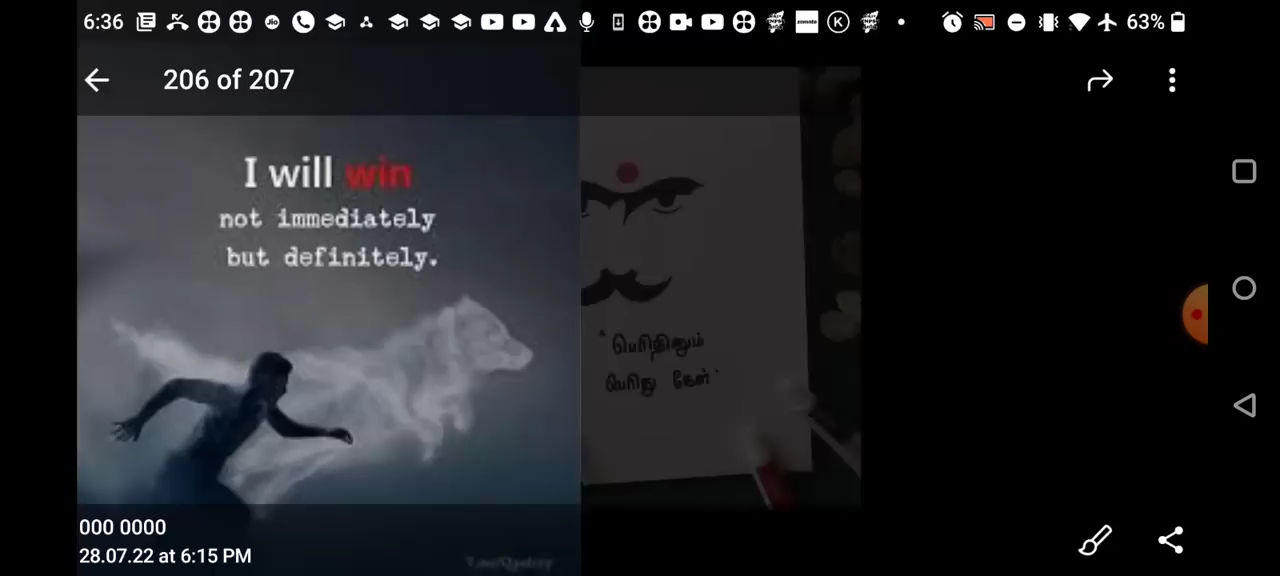 6:36
63%
206 of 207
I will win
not immediately
but definitely.
"பெரிதினும்
பெரிது கேள்"
000 0000
28.07.22 at 6:15 PM